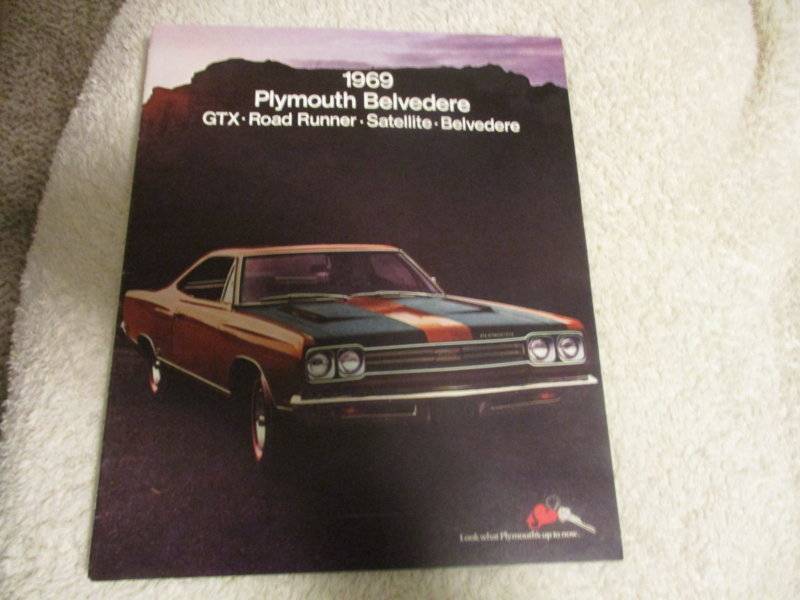 1969
Plymouth Belvedere
GTX · Road Runner · Satellite · Belvedere
PLYMOUTH
Look what Plymouth's up to now.